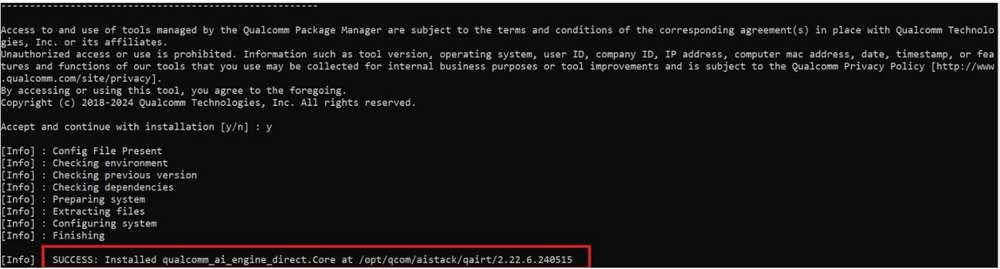 ----------------------------------------------------
Access to and use of tools managed by the Qualcomm Package Manager are subject to the terms and conditions of the corresponding agreement(s) in place with Qualcomm Technolo
gies, Inc. or its affiliates.
Unauthorized access or use is prohibited. Information such as tool version, operating system, user ID, company ID, IP address, computer mac address, date, timestamp, or fea
tures and functions of our tools that you use may be collected for internal business purposes or tool improvements and is subject to the Qualcomm Privacy Policy [http://www
.qualcomm.com/site/privacy].
By accessing or using this tool, you agree to the foregoing.
Copyright (c) 2018-2024 Qualcomm Technologies, Inc. All rights reserved.
Accept and continue with installation [y/n] : y
[Info] : Config File Present
[Info] : Checking environment
[Info] : Checking previous version
[Info] : Checking dependencies
[Info] : Preparing system
[Info] : Extracting files
[Info] : Configuring system
[Info] : Finishing
[Info] SUCCESS: Installed qualcomm_ai_engine_direct.Core at /opt/qcom/aistack/qairt/2.22.6.240515